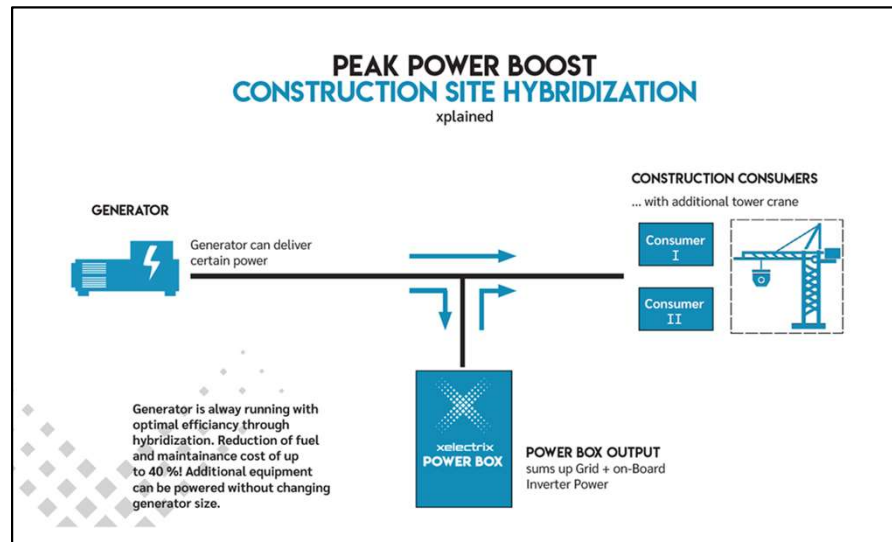 PEAK POWER BOOST
CONSTRUCTION SITE HYBRIDIZATION
xplained
GENERATOR
Generator can deliver
certain power
CONSTRUCTION CONSUMERS
... with additional tower crane
Consumer
I
Consumer
II
Generator is alway running with
optimal efficiancy through
hybridization. Reduction of fuel
and maintainance cost of up
to 40 %! Additional equipment
can be powered without changing
generator size.
xelectrix
POWER BOX
POWER BOX OUTPUT
sums up Grid + on-Board
Inverter Power